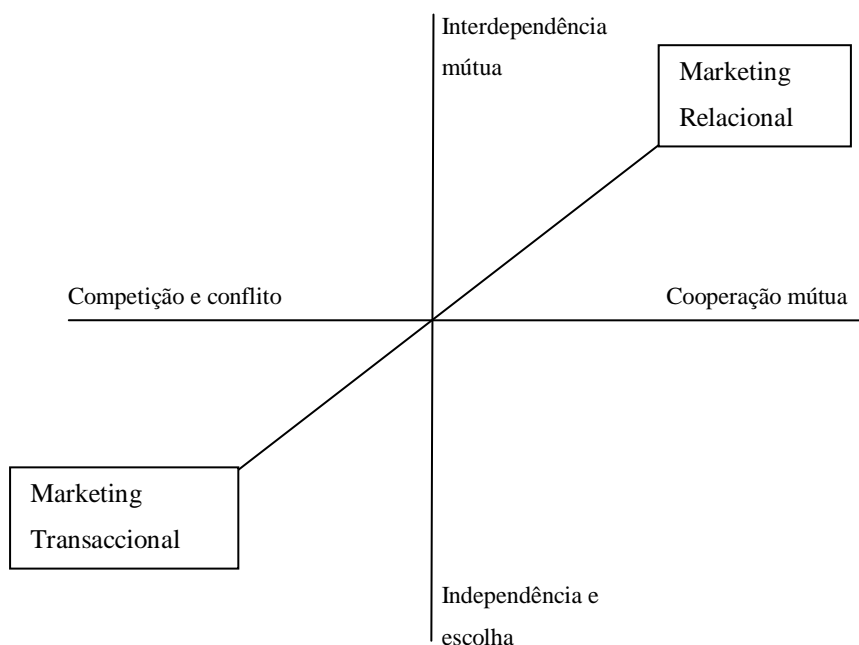 Interdependência
mútua
Marketing
Relacional
Competição e conflito
Cooperação mútua
Marketing
Transaccional
Independência e
escolha